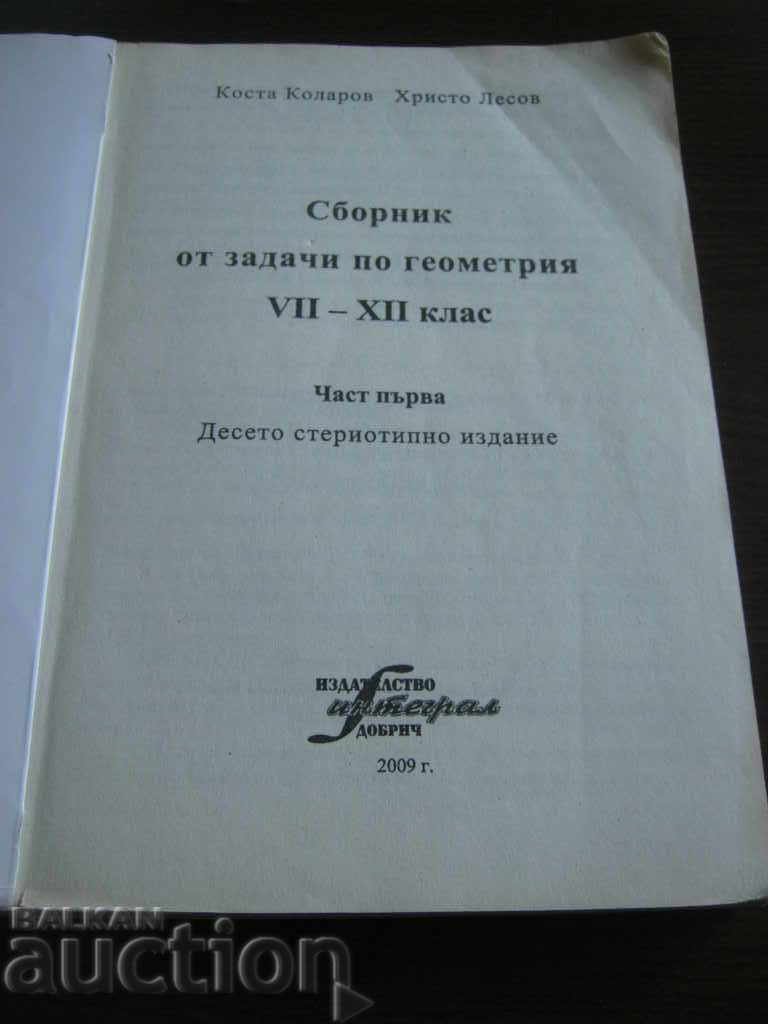 Коста Коларов Христо Лесов
Сборник
от задачи по геометрия
VII – XII клас
Част първа
Десето стериотипно издание
ИЗДАТЕЛСТВО
интеграл
ДОБРИЧ
2009 г.
BALKAN
auction